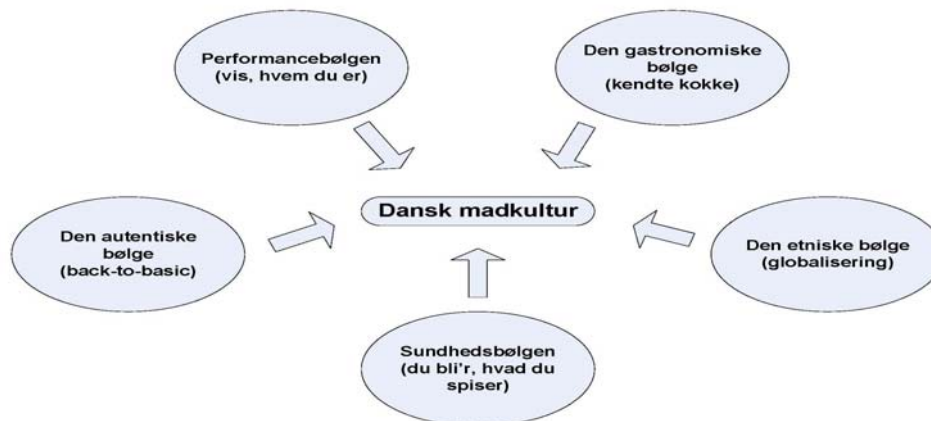 Performancebølgen
(vis, hvem du er)
Den gastronomiske
bølge
(kendte kokke)
Dansk madkultur
Den autentiske
bølge
(back-to-basic)
Den etniske bølge
(globalisering)
Sundhedsbølgen
(du bli'r, hvad du
spiser)